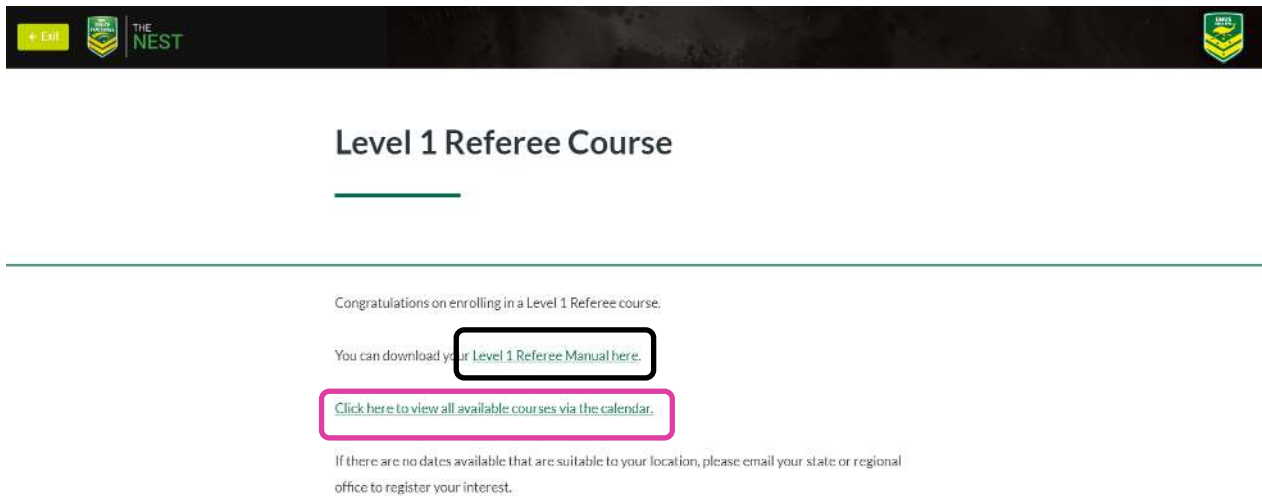 ← Exit
THE
NEST
Level 1 Referee Course
Congratulations on enrolling in a Level 1 Referee course.
You can download your Level 1 Referee Manual here.
Click here to view all available courses via the calendar.
If there are no dates available that are suitable to your location, please email your state or regional
office to register your interest.